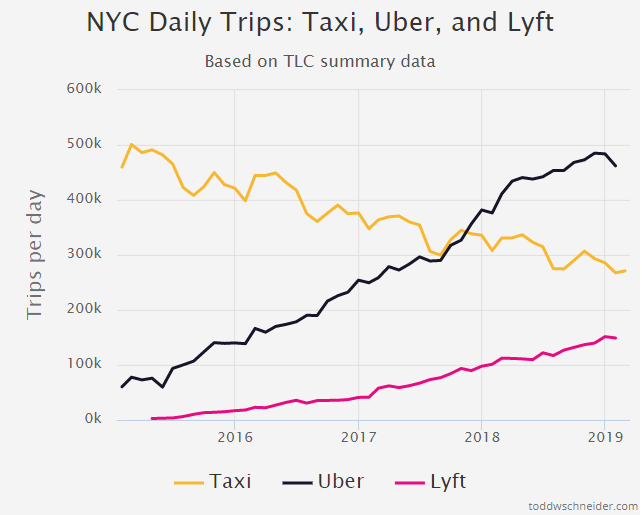 NYC Daily Trips: Taxi, Uber, and Lyft
Based on TLC summary data
600k
500k
400k
300k
200k
100k
0k
Trips per day
2016 2017 2018 2019
Taxi Uber Lyft
toddwschneider.com